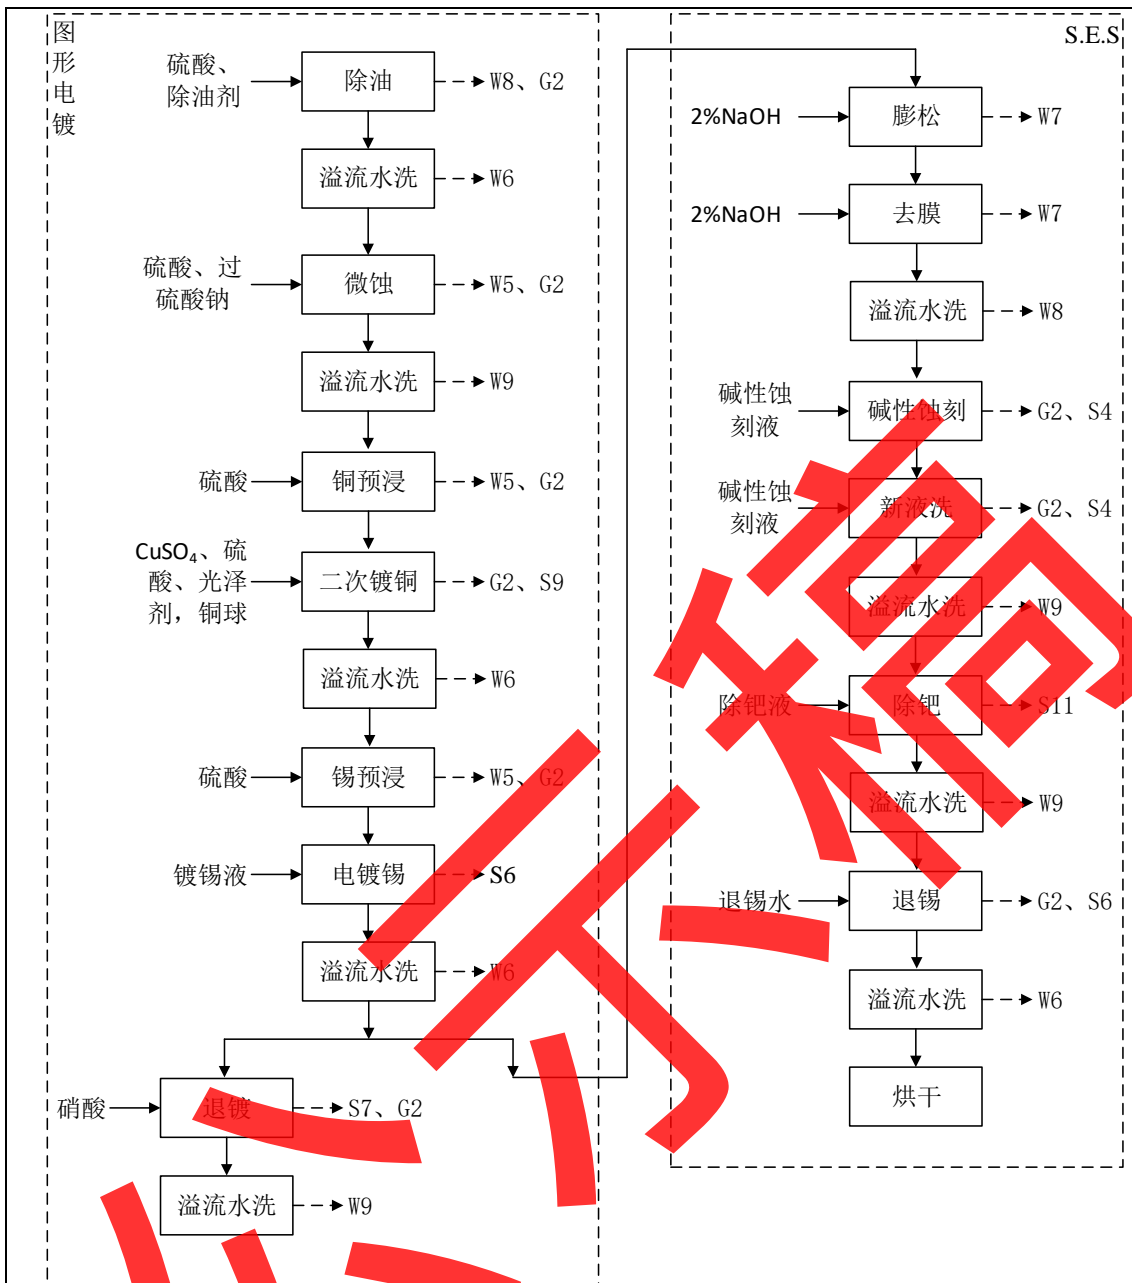 图
形
电
镀
硫酸、
除油剂
除油
W8、G2
溢流水洗
W6
硫酸、过
硫酸钠
微蚀
W5、G2
溢流水洗
W9
硫酸
铜预浸
W5、G2
CuSO₄、硫
酸、光泽
剂，铜球
二次镀铜
G2、S9
溢流水洗
W6
硫酸
锡预浸
W5、G2
镀锡液
电镀锡
S6
溢流水洗
W6
硝酸
退镀
S7、G2
溢流水洗
W9
S.E.S
2%NaOH
膨松
W7
2%NaOH
去膜
W7
溢流水洗
W8
碱性蚀
刻液
碱性蚀刻
G2、S4
碱性蚀
刻液
新液洗
G2、S4
溢流水洗
W9
除钯液
除钯
S11
溢流水洗
W9
退锡水
退锡
G2、S6
溢流水洗
W6
烘干